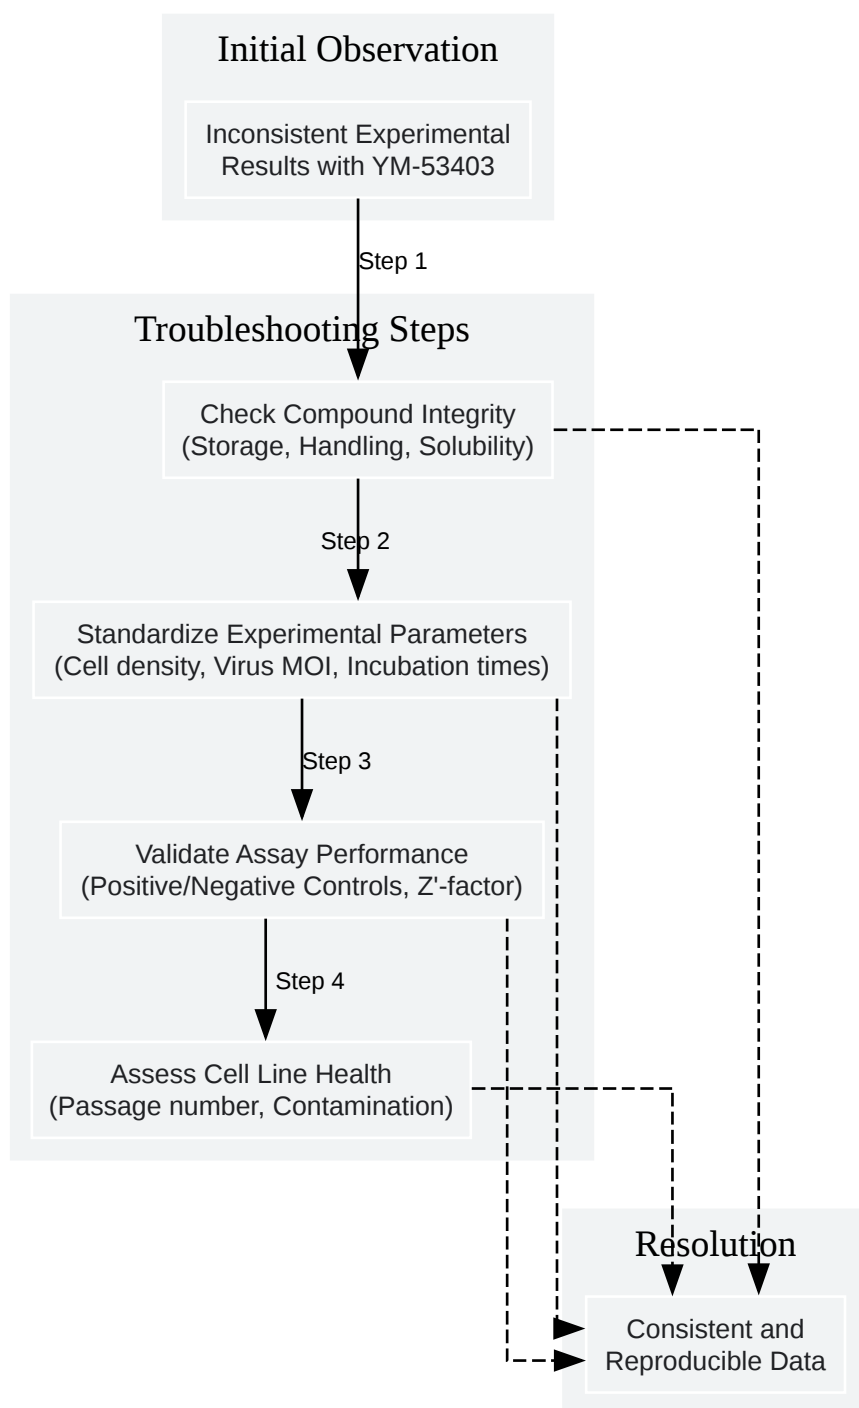 Initial Observation
Inconsistent Experimental
Results with YM-53403
Step 1
Troubleshooting Steps
Check Compound Integrity
(Storage, Handling, Solubility)
Step 2
Standardize Experimental Parameters
(Cell density, Virus MOI, Incubation times)
Step 3
Validate Assay Performance
(Positive/Negative Controls, Z'-factor)
Step 4
Assess Cell Line Health
(Passage number, Contamination)
Resolution
Consistent and
Reproducible Data